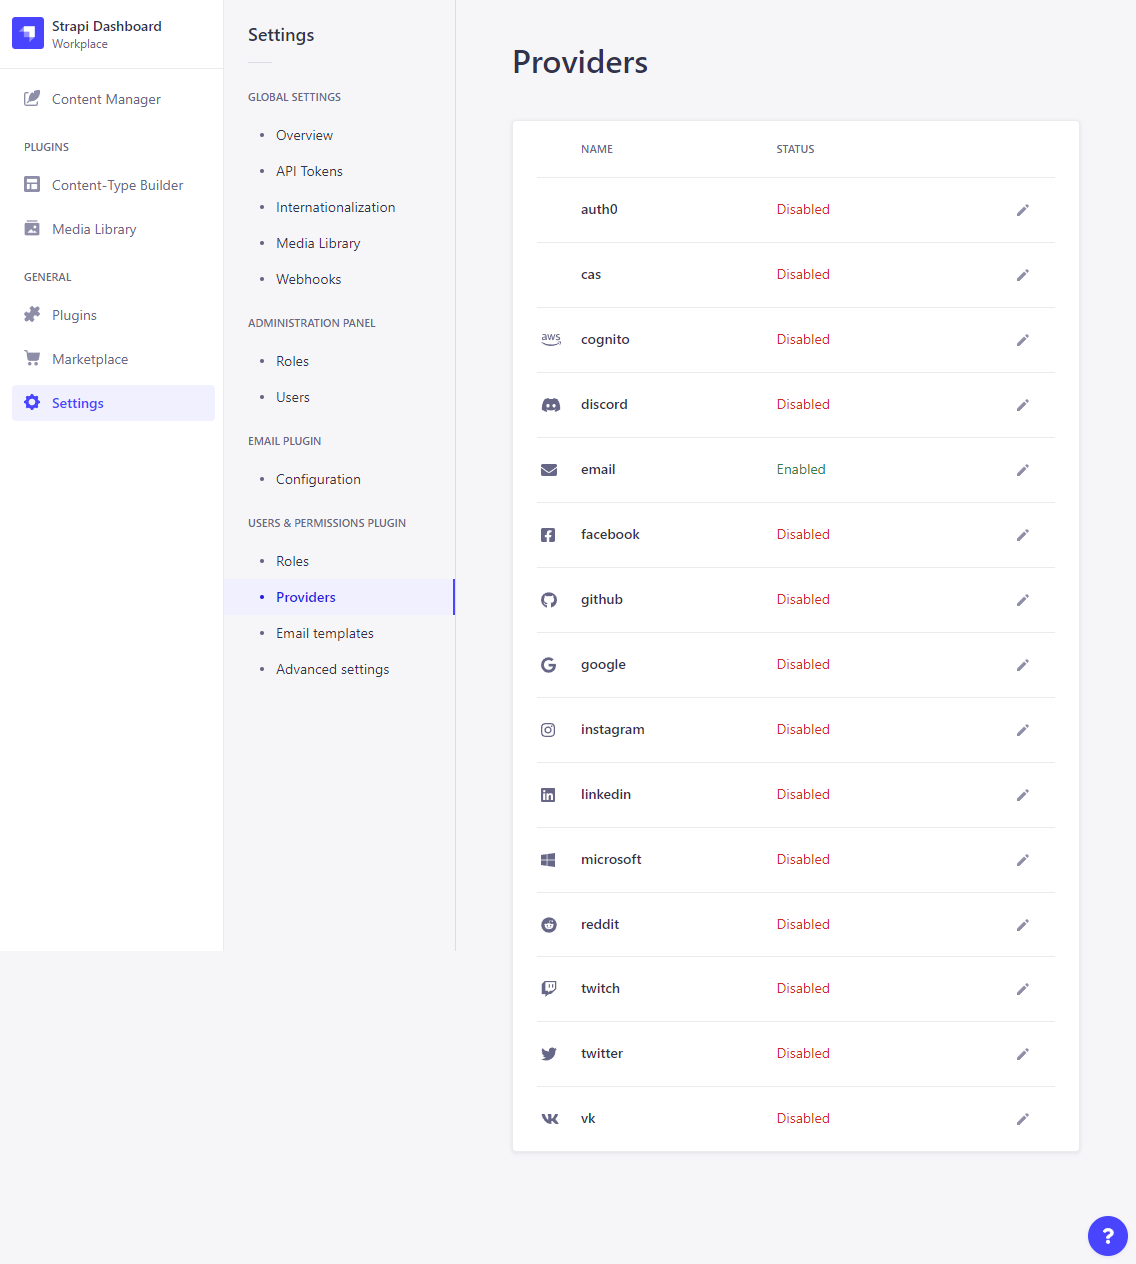 Strapi Dashboard
Workplace
Content Manager
PLUGINS
Content-Type Builder
Media Library
GENERAL
Plugins
Marketplace
Settings
Settings
GLOBAL SETTINGS
Overview
API Tokens
Internationalization
Media Library
Webhooks
ADMINISTRATION PANEL
Roles
Users
EMAIL PLUGIN
Configuration
USERS & PERMISSIONS PLUGIN
Roles
Providers
Email templates
Advanced settings
Providers
NAME STATUS
auth0 Disabled
cas Disabled
aws cognito Disabled
discord Disabled
email Enabled
facebook Disabled
github Disabled
google Disabled
instagram Disabled
linkedin Disabled
microsoft Disabled
reddit Disabled
twitch Disabled
twitter Disabled
vk Disabled
?